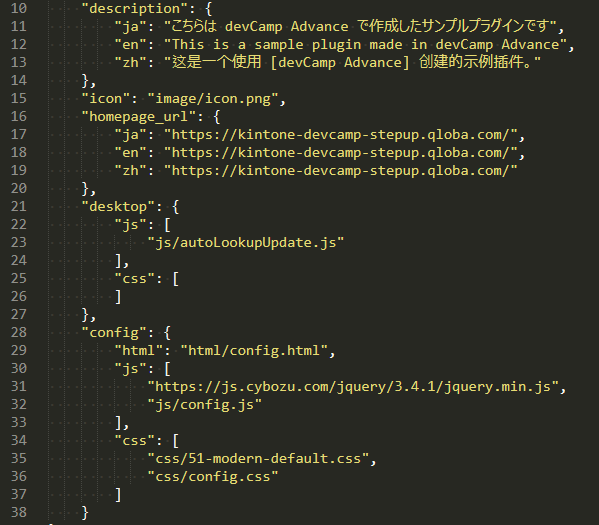 10 "description": {
11 "ja": "こちらは devCamp Advance で作成したサンプルプラグインです",
12 "en": "This is a sample plugin made in devCamp Advance",
13 "zh": "这是一个使用 [devCamp Advance] 创建的示例插件。"
14 },
15 "icon": "image/icon.png",
16 "homepage_url": {
17 "ja": "https://kintone-devcamp-stepup.qloba.com/",
18 "en": "https://kintone-devcamp-stepup.qloba.com/",
19 "zh": "https://kintone-devcamp-stepup.qloba.com/"
20 },
21 "desktop": {
22 "js": [
23 "js/autoLookupUpdate.js"
24 ],
25 "css": [
26 ]
27 },
28 "config": {
29 "html": "html/config.html",
30 "js": [
31 "https://js.cybozu.com/jquery/3.4.1/jquery.min.js",
32 "js/config.js"
33 ],
34 "css": [
35 "css/51-modern-default.css",
36 "css/config.css"
37 ]
38 }